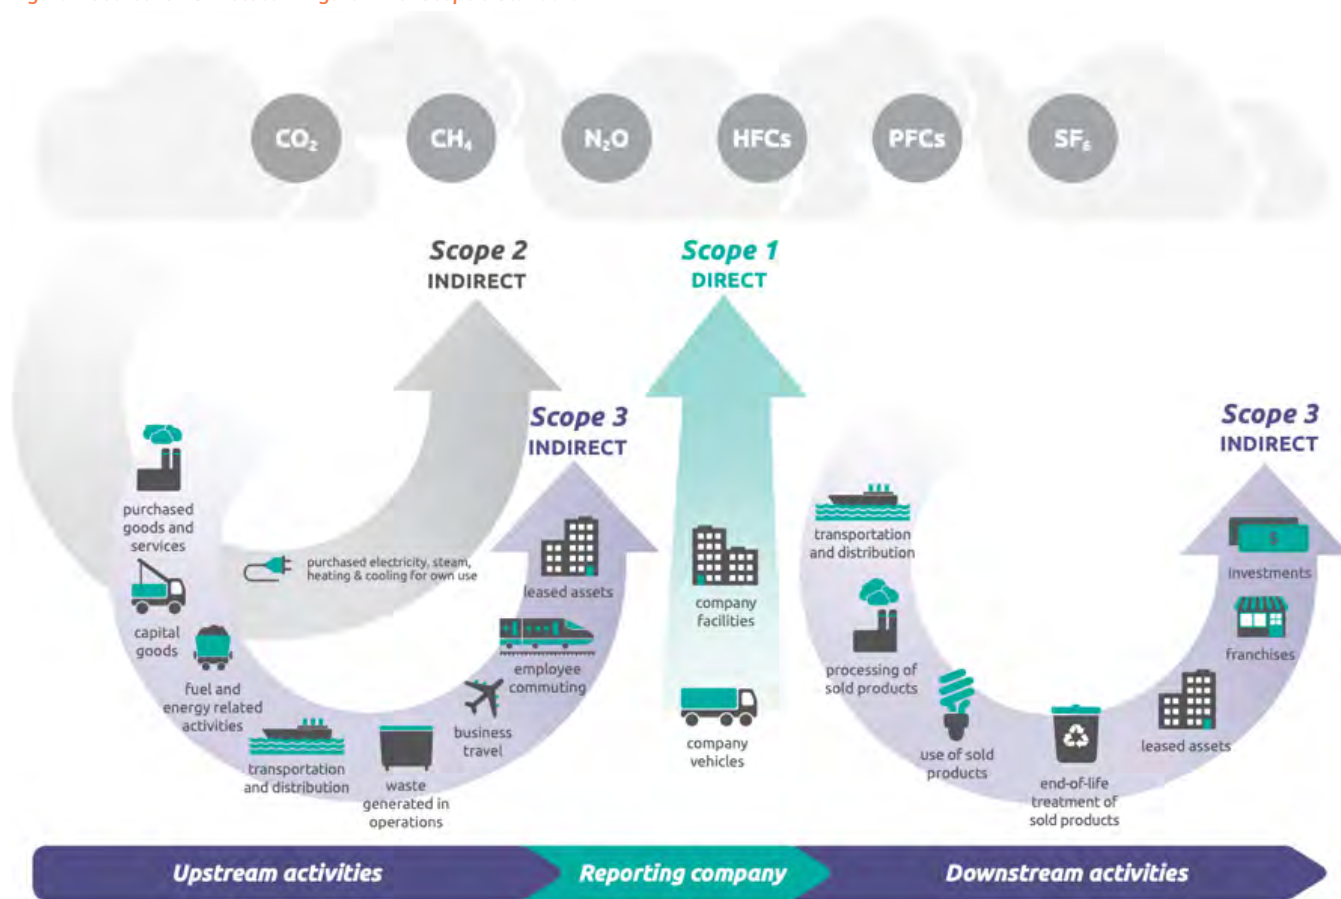 CO₂
CH₄
N₂O
HFCs
PFCs
SF₆
Scope 2
INDIRECT
Scope 1
DIRECT
Scope 3
INDIRECT
Scope 3
INDIRECT
purchased
goods and
services
capital
goods
fuel and
energy related
activities
transportation
and distribution
waste
generated in
operations
business
travel
employee
commuting
leased assets
purchased electricity, steam,
heating & cooling for own use
company
facilities
company
vehicles
transportation
and distribution
processing of
sold products
use of sold
products
end-of-life
treatment of
sold products
leased assets
franchises
investments
$
Upstream activities
Reporting company
Downstream activities